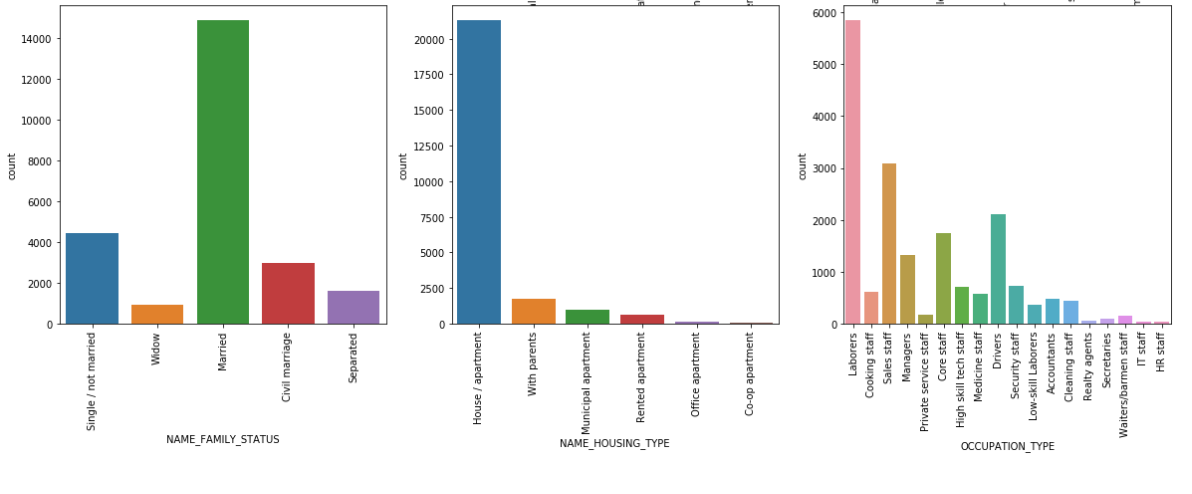 14000
12000
10000
8000
6000
4000
2000
0
count
Single / not married
Widow
Married
Civil marriage
Separated
NAME_FAMILY_STATUS
20000
17500
15000
12500
10000
7500
5000
2500
0
count
House / apartment
With parents
Municipal apartment
Rented apartment
Office apartment
Co-op apartment
NAME_HOUSING_TYPE
6000
5000
4000
3000
2000
1000
0
count
Laborers
Cooking staff
Sales staff
Managers
Private service staff
Core staff
High skill tech staff
Medicine staff
Drivers
Security staff
Low-skill Laborers
Accountants
Cleaning staff
Realty agents
Secretaries
Waiters/barmen staff
IT staff
HR staff
OCCUPATION_TYPE